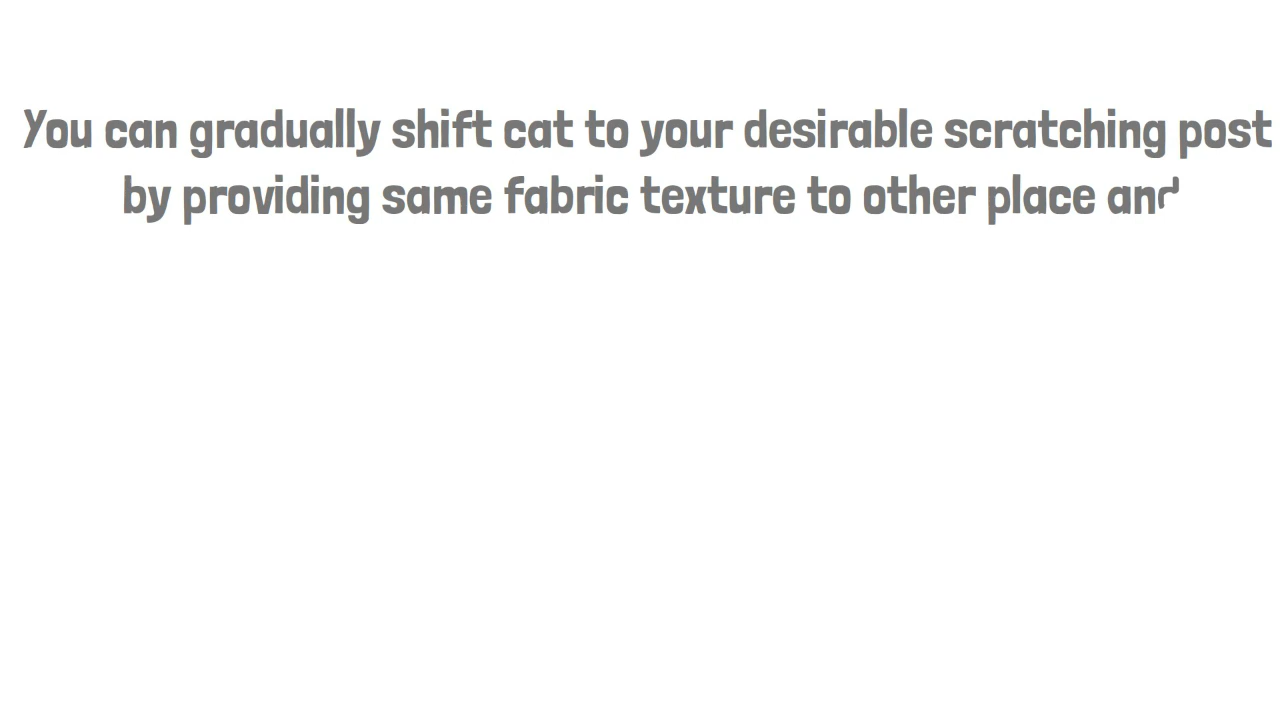 You can gradually shift cat to your desirable scratching post
by providing same fabric texture to other place and